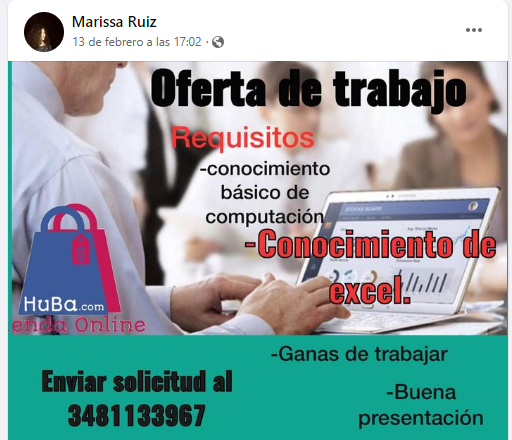 Marissa Ruiz
13 de febrero a las 17:02 ·
Oferta de trabajo
Requisitos
-conocimiento
básico de
computación
-Conocimiento de
excel.
HuBa.com
enda Online
-Ganas de trabajar
Enviar solicitud al
3481133967
-Buena
presentación